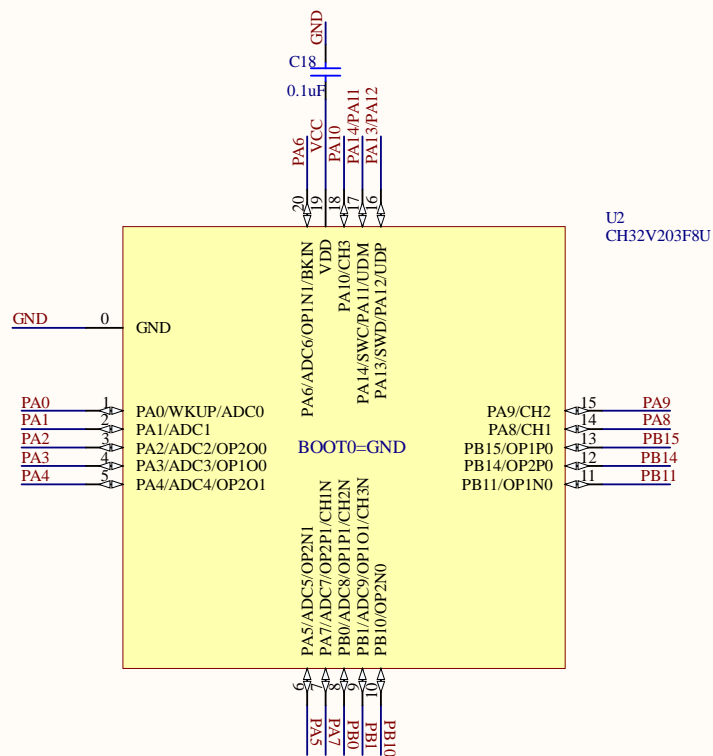 GND
C18
0.1uF
PA6
VCC
PA10
PA14/PA11
PA13/PA12
20
19
18
17
16
U2
CH32V203F8U
PA6/ADC6/OP1N1/BKIN
VDD
PA10/CH3
PA14/SWC/PA11/UDM
PA13/SWD/PA12/UDP
GND 0 GND
PA0 1 PA0/WKUP/ADC0
PA1 2 PA1/ADC1
PA2 3 PA2/ADC2/OP2O0
PA3 4 PA3/ADC3/OP1O0
PA4 5 PA4/ADC4/OP2O1
BOOT0=GND
PA9/CH2 15 PA9
PA8/CH1 14 PA8
PB15/OP1P0 13 PB15
PB14/OP2P0 12 PB14
PB11/OP1N0 11 PB11
PA5/ADC5/OP2N1
PA7/ADC7/OP2P1/CH1N
PB0/ADC8/OP1P1/CH2N
PB1/ADC9/OP1O1/CH3N
PB10/OP2N0
6
7
8
9
10
PA5
PA7
PB0
PB1
PB10